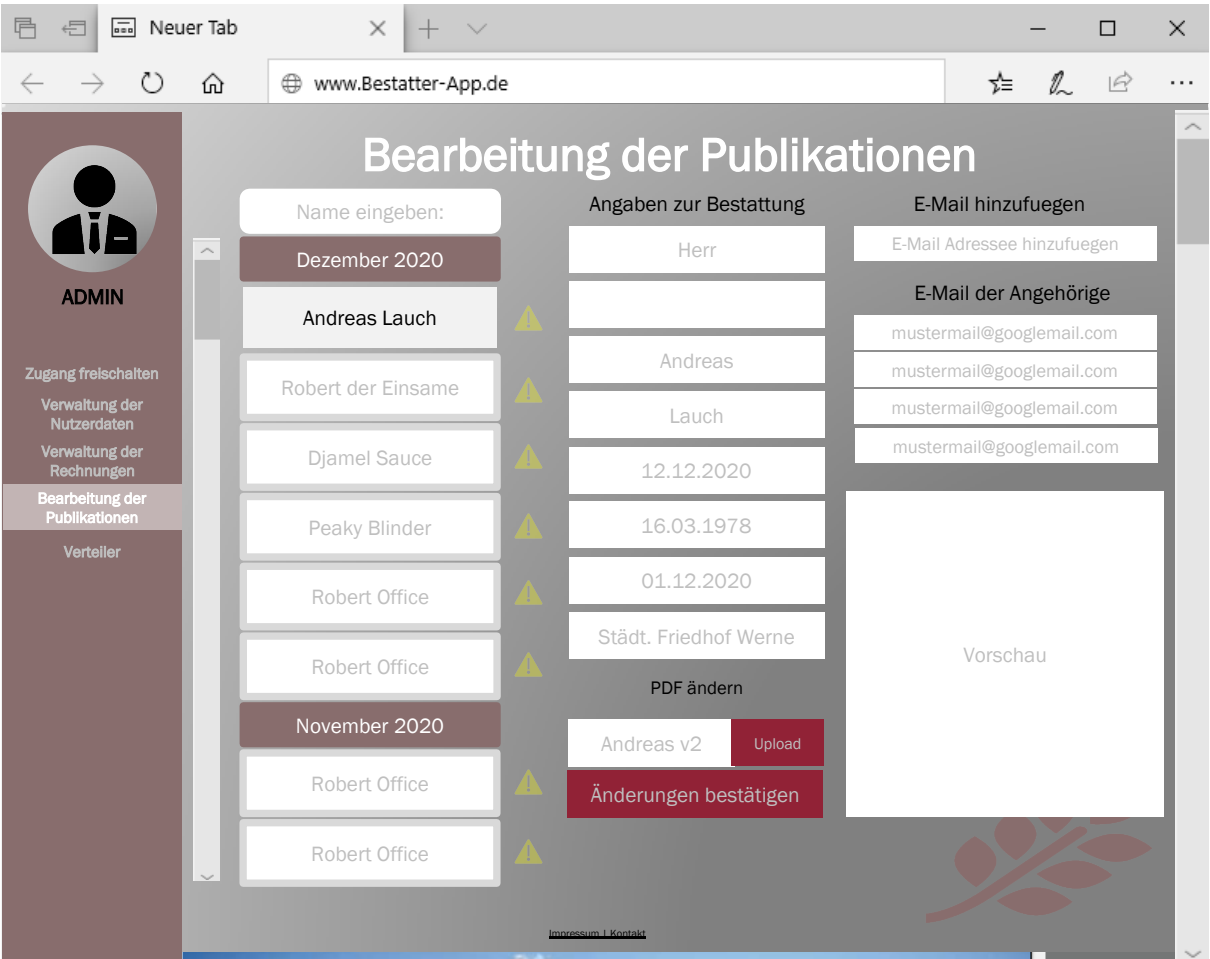 Neuer Tab
www.Bestatter-App.de
ADMIN
Zugang freischalten
Verwaltung der
Nutzerdaten
Verwaltung der
Rechnungen
Bearbeitung der
Publikationen
Verteiler
Bearbeitung der Publikationen
Name eingeben:
Dezember 2020
Andreas Lauch
Robert der Einsame
Djamel Sauce
Peaky Blinder
Robert Office
Robert Office
November 2020
Robert Office
Robert Office
Angaben zur Bestattung
Herr
Andreas
Lauch
12.12.2020
16.03.1978
01.12.2020
Städt. Friedhof Werne
PDF ändern
Andreas v2
Upload
Änderungen bestätigen
E-Mail hinzufuegen
E-Mail Adressee hinzufuegen
E-Mail der Angehörige
mustermail@googlemail.com
mustermail@googlemail.com
mustermail@googlemail.com
mustermail@googlemail.com
Vorschau
Impressum | Kontakt